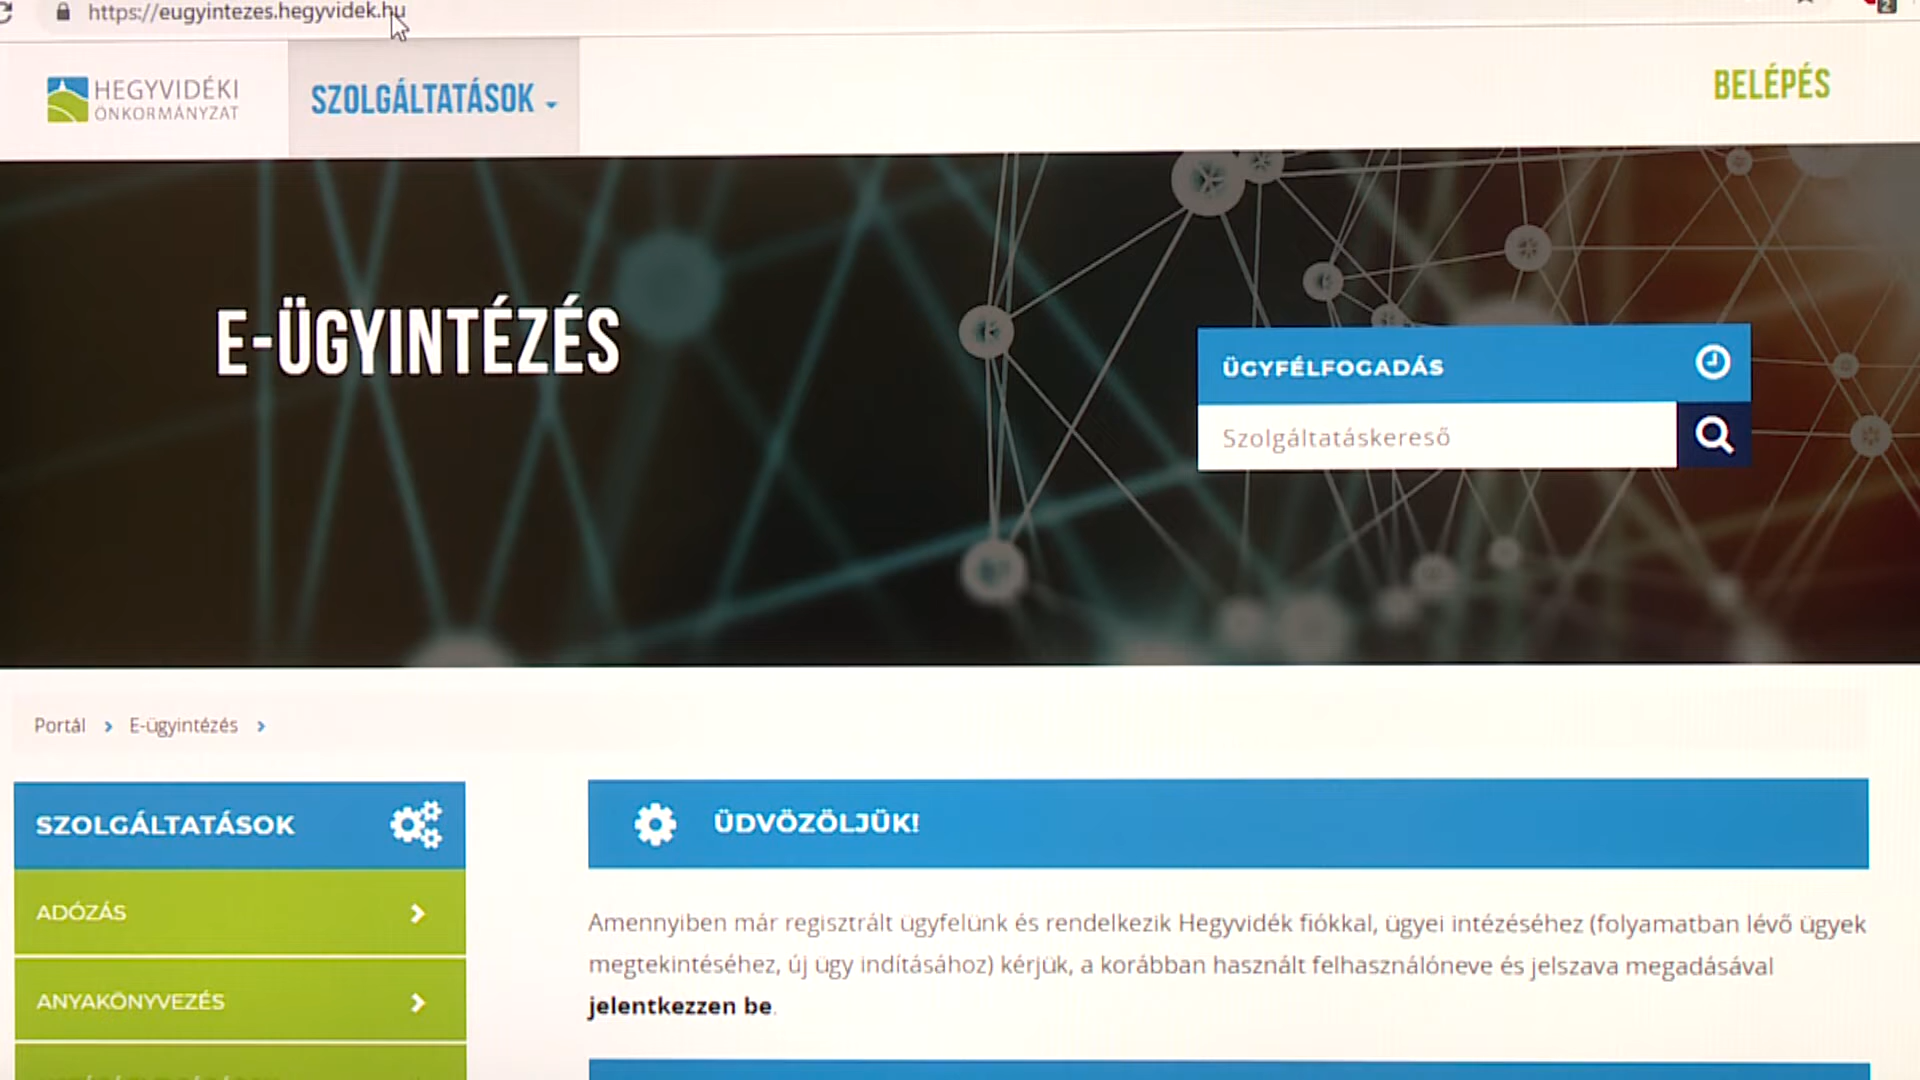 https://eugyintezes.hegyvidek.hu
2
HEGYVIDÉKI
ÖNKORMÁNYZAT
SZOLGÁLTATÁSOK
BELÉPÉS
E-ÜGYINTÉZÉS
ÜGYFÉLFOGADÁS
Szolgáltatáskereső
Portál > E-ügyintézés >
SZOLGÁLTATÁSOK
ÜDVÖZÖLJÜK!
ADÓZÁS
ANYAKÖNYVEZÉS
Amennyiben már regisztrált ügyfelünk és rendelkezik Hegyvidék fiókkal, ügyei intézéséhez (folyamatban lévő ügyek
megtekintéséhez, új ügy indításához) kérjük, a korábban használt felhasználóneve és jelszava megadásával
jelentkezzen be.